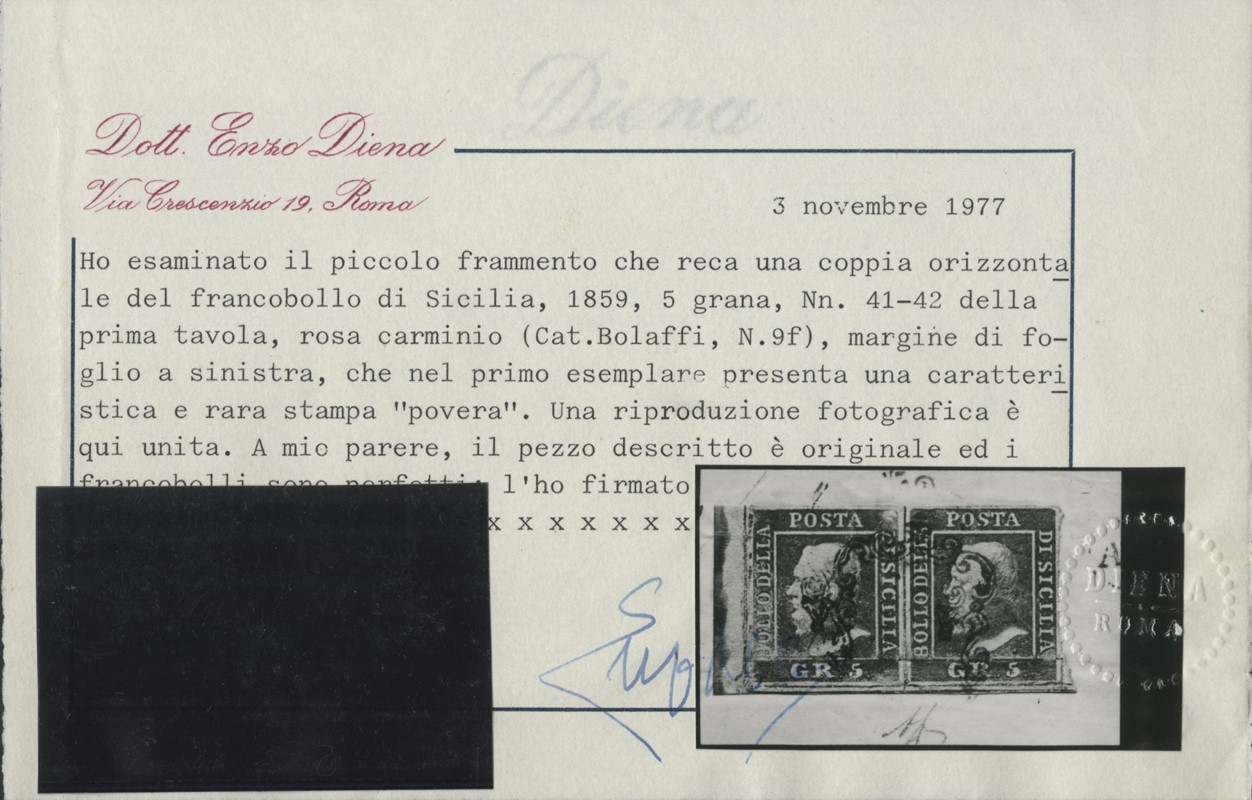 Diena
Dott. Enzo Diena
Via Crescenzio 19, Roma
3 novembre 1977
Ho esaminato il piccolo frammento che reca una coppia orizzonta
le del francobollo di Sicilia, 1859, 5 grana, Nn. 41-42 della
prima tavola, rosa carminio (Cat.Bolaffi, N.9f), margine di fo-
glio a sinistra, che nel primo esemplare presenta una caratteri
stica e rara stampa "povera". Una riproduzione fotografica è
qui unita. A mio parere, il pezzo descritto è originale ed i
francobolli sono perfetti; l'ho firmato
x x x x x x x
POSTA POSTA
BOLLO DELLA DI SICILIA BOLLO DELLA DI SICILIA
GR 5 GR 5
DIENA
ROMA